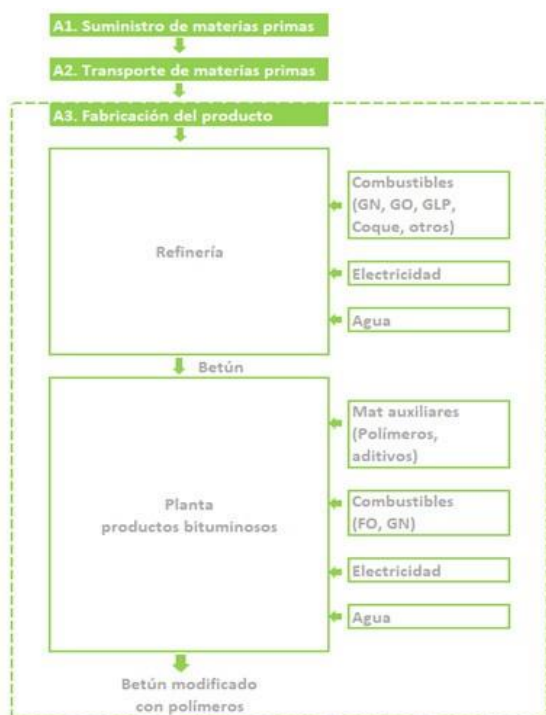 A1. Suministro de materias primas
A2. Transporte de materias primas
A3. Fabricación del producto
Refinería
Combustibles
(GN, GO, GLP,
Coque, otros)
Electricidad
Agua
Betún
Planta
productos bituminosos
Mat auxiliares
(Polímeros,
aditivos)
Combustibles
(FO, GN)
Electricidad
Agua
Betún modificado
con polímeros